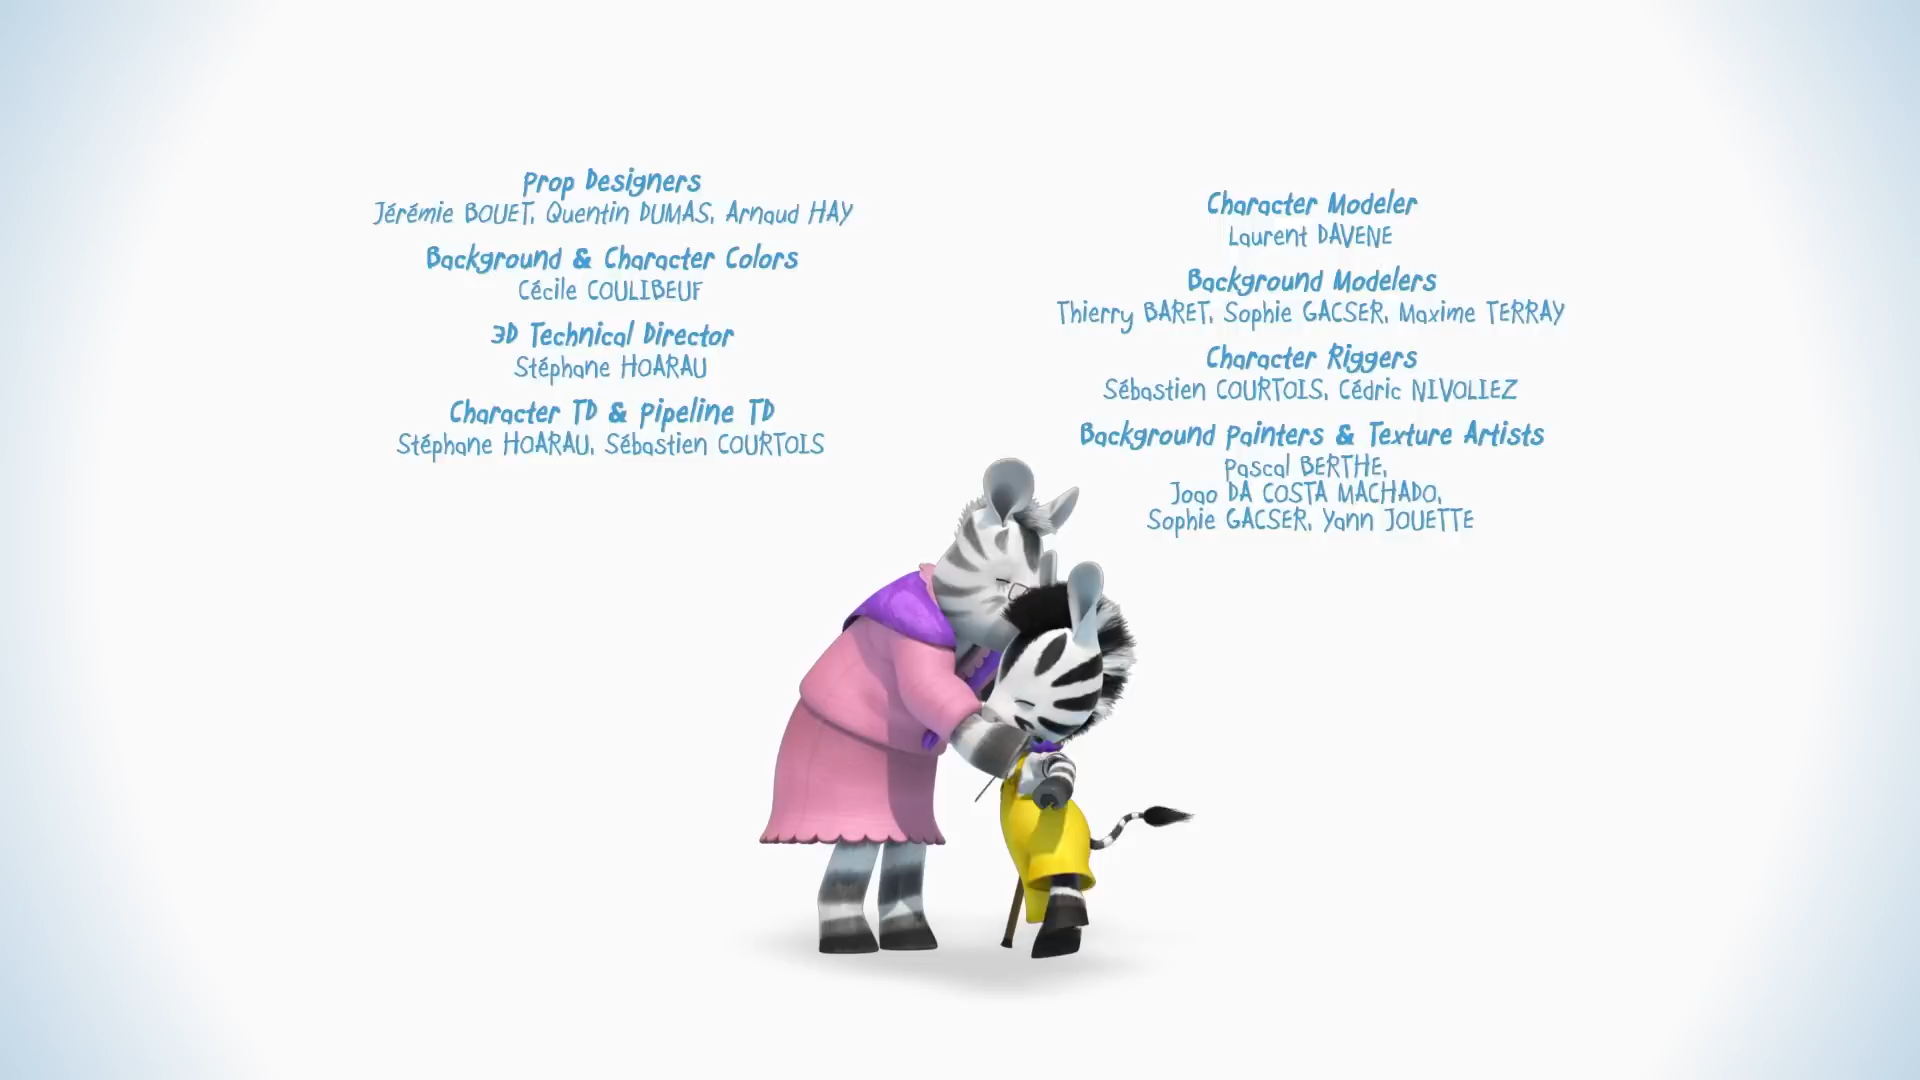 Prop Designers
Jérémie BOUET, Quentin DUMAS, Arnaud HAY
Background & Character Colors
Cécile COULIBEUF
3D Technical Director
Stéphane HOARAU
Character TD & Pipeline TD
Stéphane HOARAU, Sébastien COURTOIS
Character Modeler
Laurent DAVENE
Background Modelers
Thierry BARET, Sophie GACSER, Maxime TERRAY
Character Riggers
Sébastien COURTOIS, Cédric NIVOLIEZ
Background Painters & Texture Artists
Pascal BERTHE,
Joao DA COSTA MACHADO,
Sophie GACSER, Yann JOUETTE